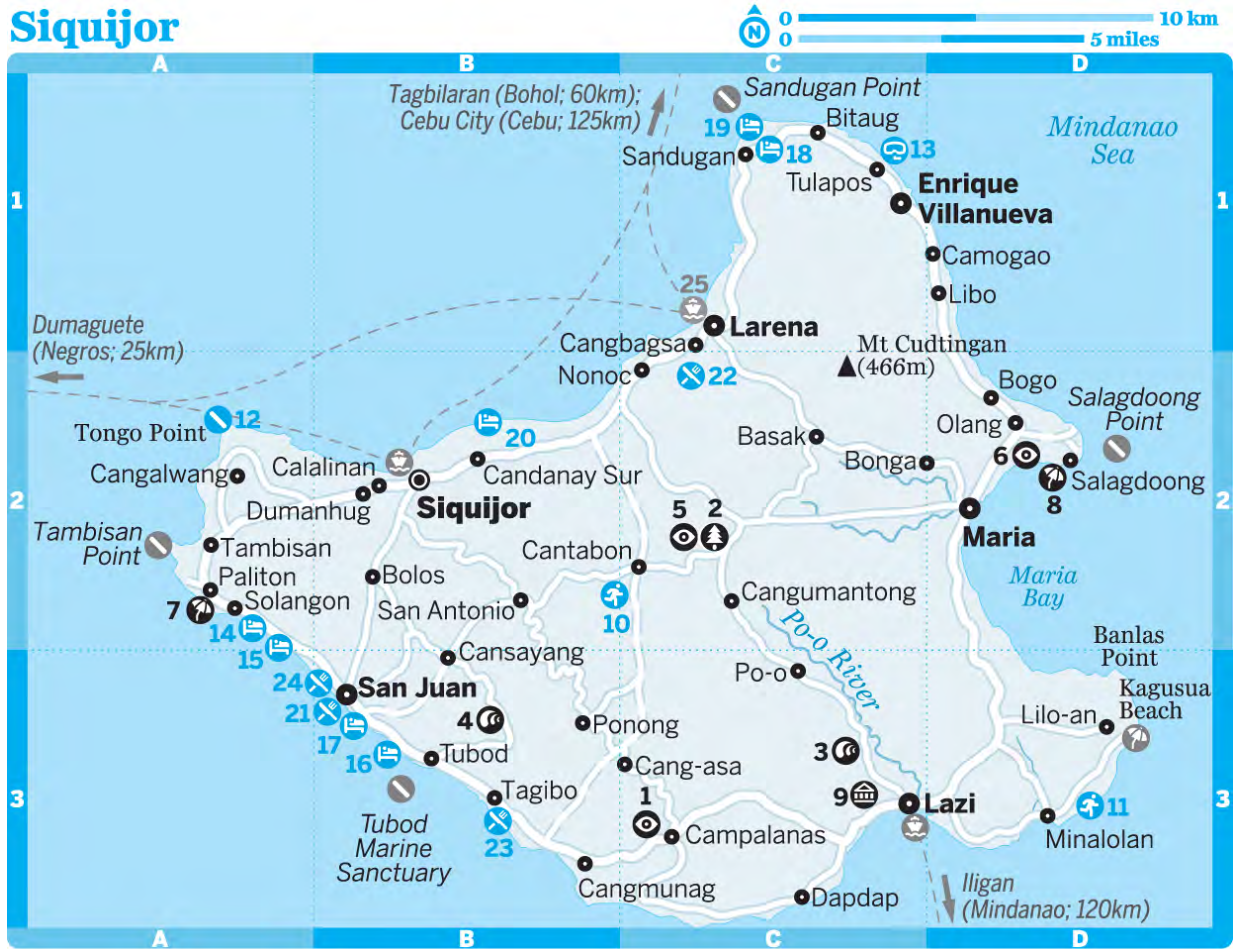 Siquijor
N
0
10 km
0
5 miles
A
B
C
D
Tagbilaran (Bohol; 60km);
Cebu City (Cebu; 125km)
Sandugan Point
Bitaug
Mindanao
Sea
19
18
13
Sandugan
Tulapos
Enrique
Villanueva
1
1
Camogao
Libo
25
Larena
Dumaguete
(Negros; 25km)
Cangbagsa
Mt Cudtingan
(466m)
Nonoc
22
Bogo
Salagdoong
Point
12
Tongo Point
20
Olang
Basak
Bonga
6
Cangalwang
Calalinan
Candanay Sur
Salagdoong
8
2
2
Dumanhug
Siquijor
5
2
Maria
Tambisan
Point
Tambisan
Cantabon
Paliton
Bolos
Maria
Bay
7
Solangon
San Antonio
10
Cangumantong
14
15
Po-o River
Banlas
Point
Cansayang
Po-o
24
San Juan
Kagusua
Beach
21
4
Ponong
Lilo-an
17
16
Tubod
3
Cang-asa
Tagibo
1
9
Lazi
11
3
3
Tubod
Marine
Sanctuary
23
Campalanas
Minalolan
Cangmunag
Dapdap
Iligan
(Mindanao; 120km)
A
B
C
D